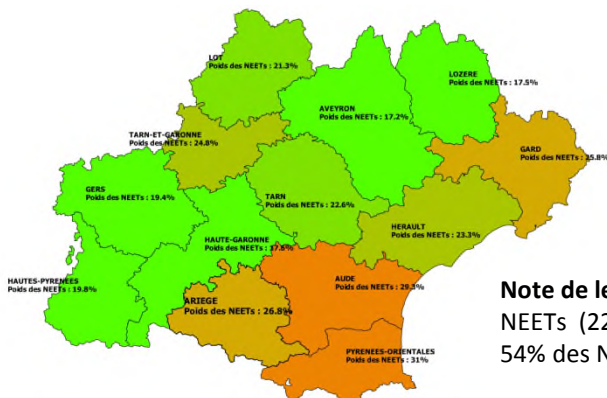 LOT
Poids des NEETs : 21.3%
LOZERE
Poids des NEETs : 17.5%
AVEYRON
Poids des NEETs : 17.2%
TARN-ET-GARONNE
Poids des NEETs : 24.8%
GARD
Poids des NEETs : 25.8%
GERS
Poids des NEETs : 19.4%
TARN
Poids des NEETs : 22.6%
HERAULT
Poids des NEETs : 23.3%
HAUTE-GARONNE
Poids des NEETs : 17.6%
HAUTES-PYRENEES
Poids des NEETs : 19.8%
AUDE
Poids des NEETs : 29.3%
ARIEGE
Poids des NEETs : 26.8%
PYRENEES-ORIENTALES
Poids des NEETs : 31%
Note de le
NEETs (22
54% des N